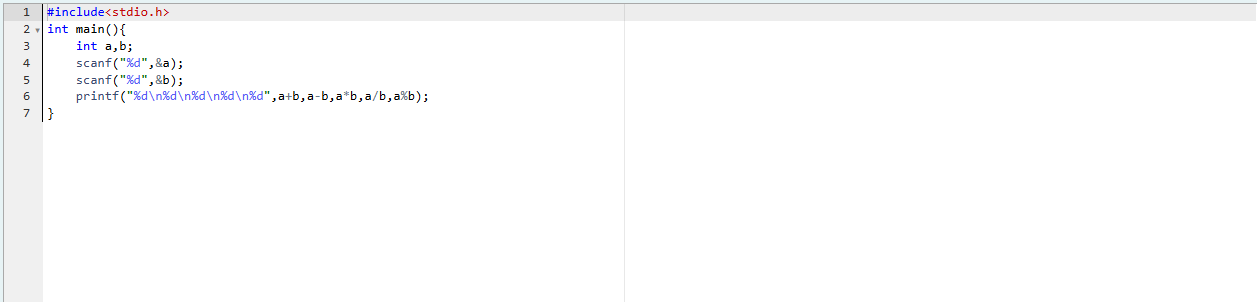 1 #include<stdio.h>
2 int main(){
3     int a,b;
4     scanf("%d",&a);
5     scanf("%d",&b);
6     printf("%d\n%d\n%d\n%d\n%d",a+b,a-b,a*b,a/b,a%b);
7 }